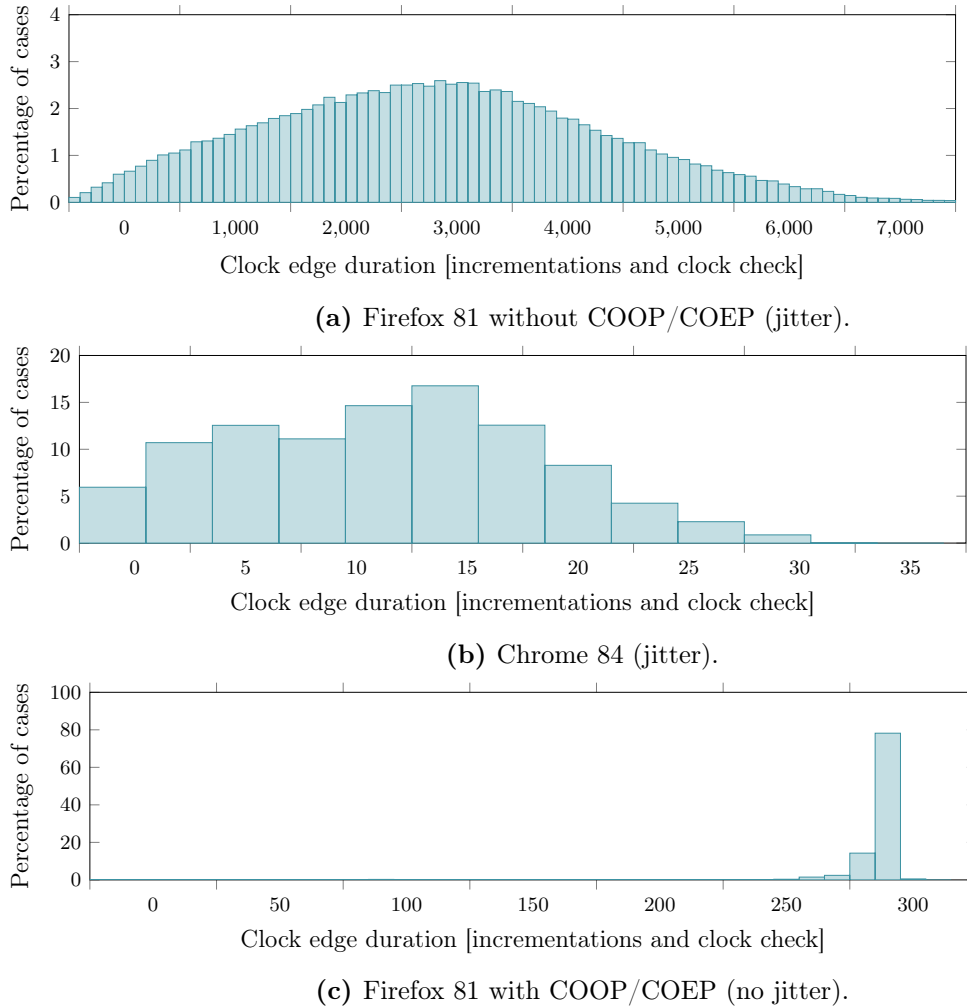 4
3
2
1
0
Percentage of cases
0 1,000 2,000 3,000 4,000 5,000 6,000 7,000
Clock edge duration [incrementations and clock check]
(a) Firefox 81 without COOP/COEP (jitter).
20
15
10
5
0
Percentage of cases
0 5 10 15 20 25 30 35
Clock edge duration [incrementations and clock check]
(b) Chrome 84 (jitter).
100
80
60
40
20
0
Percentage of cases
0 50 100 150 200 250 300
Clock edge duration [incrementations and clock check]
(c) Firefox 81 with COOP/COEP (no jitter).